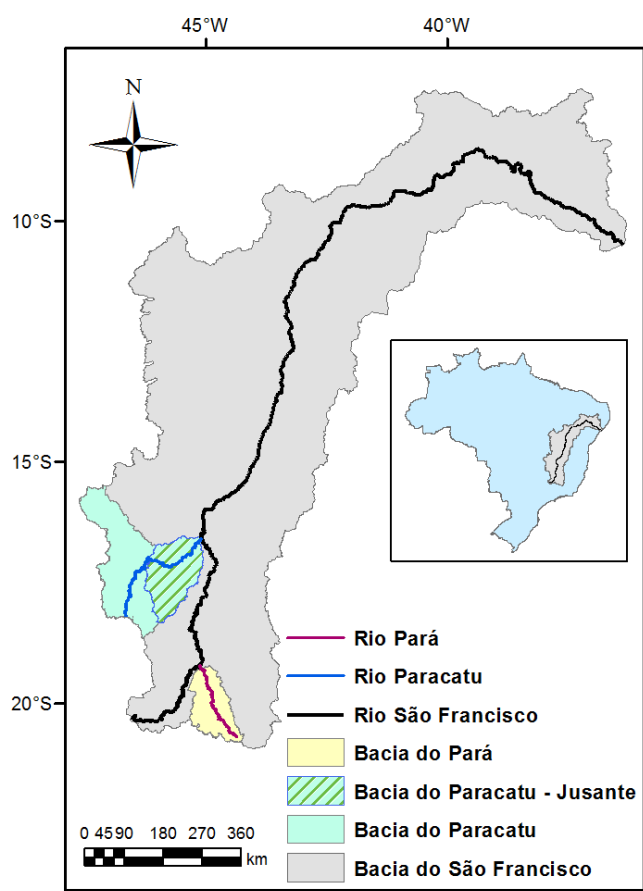 45°W 40°W
N
10°S
15°S
20°S
Rio Pará
Rio Paracatu
Rio São Francisco
Bacia do Pará
Bacia do Paracatu - Jusante
Bacia do Paracatu
Bacia do São Francisco
0 45 90 180 270 360
km